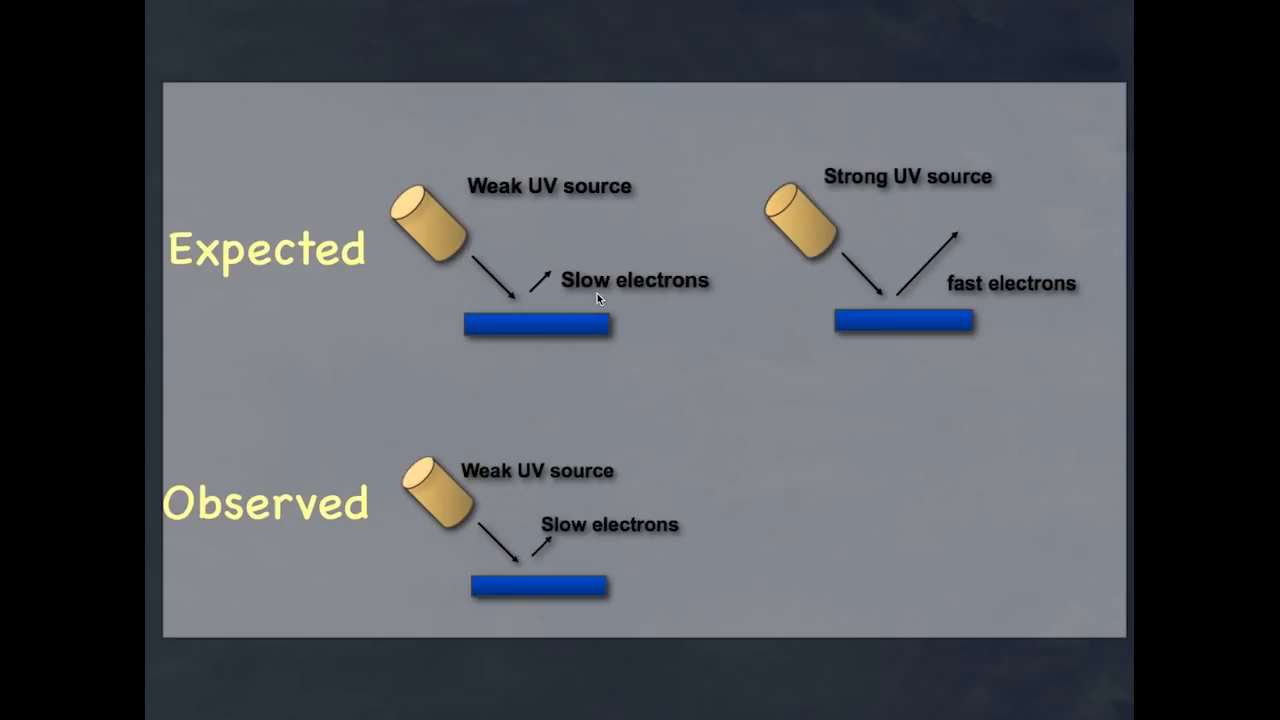 Expected
Weak UV source
Slow electrons
Strong UV source
fast electrons
Observed
Weak UV source
Slow electrons